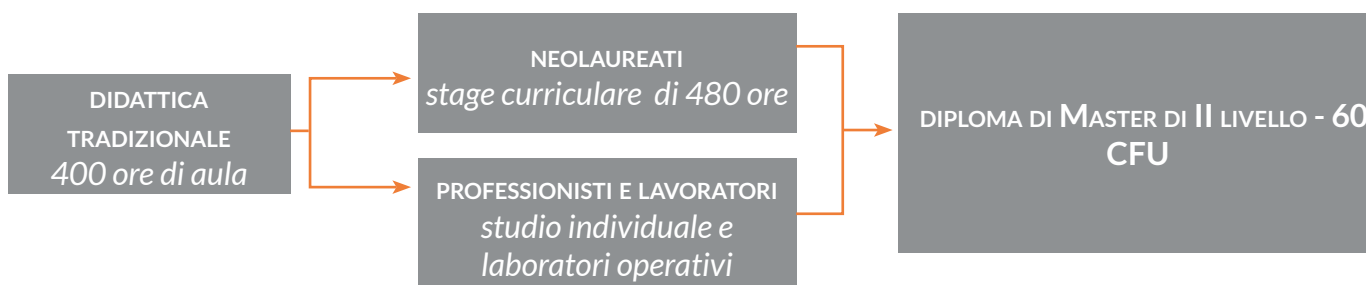 DIDATTICA
TRADIZIONALE
400 ore di aula
NEOLAUREATI
stage curriculare di 480 ore
PROFESSIONISTI E LAVORATORI
studio individuale e
laboratori operativi
DIPLOMA DI MASTER DI II LIVELLO - 60
CFU